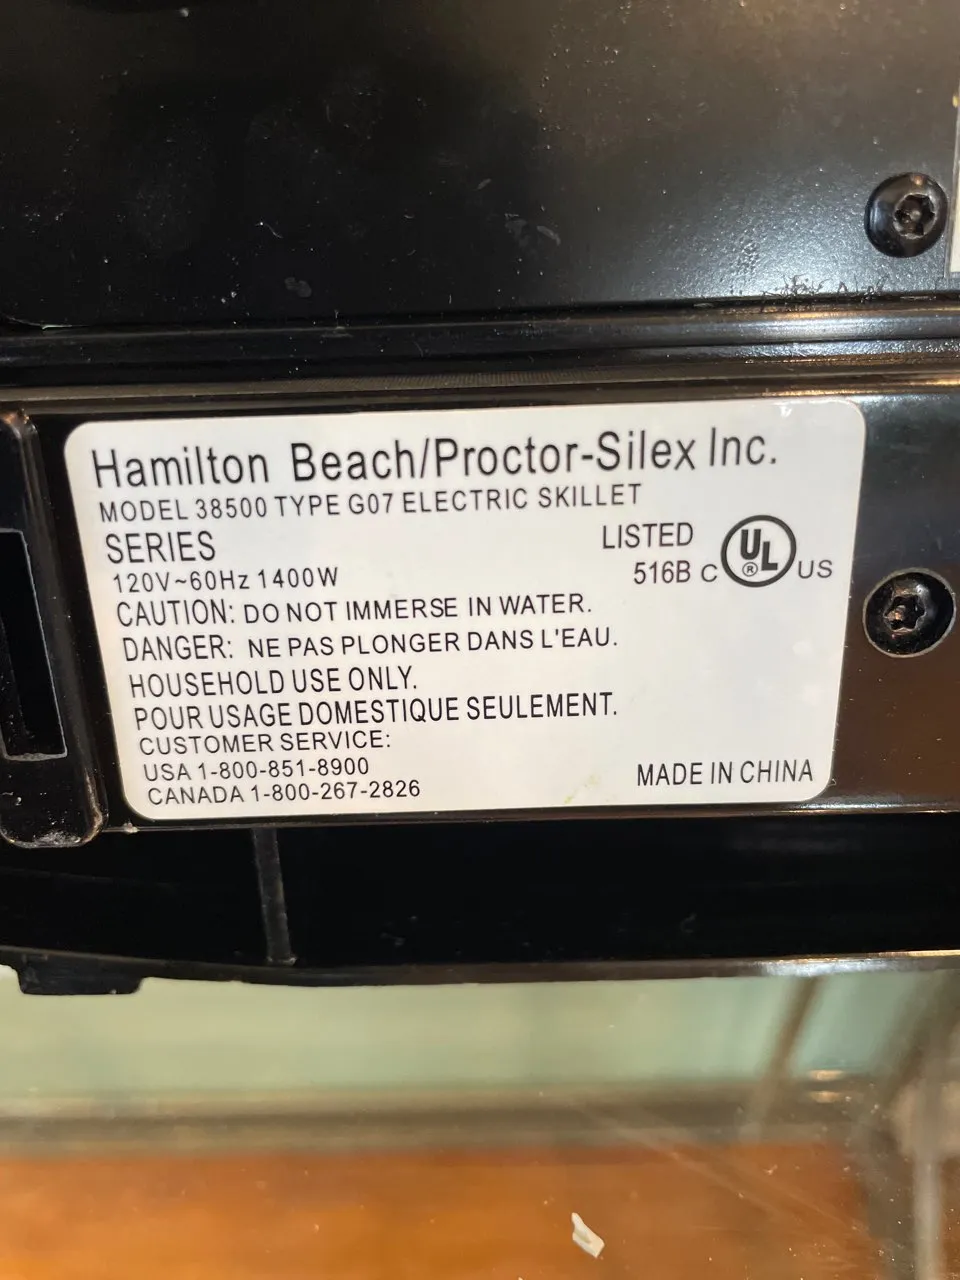 Hamilton Beach/Proctor-Silex Inc.
MODEL 38500 TYPE G07 ELECTRIC SKILLET
SERIES
LISTED
120V~60Hz 1400W
516B C UL ® US
CAUTION: DO NOT IMMERSE IN WATER.
DANGER: NE PAS PLONGER DANS L'EAU.
HOUSEHOLD USE ONLY.
POUR USAGE DOMESTIQUE SEULEMENT.
CUSTOMER SERVICE:
USA 1-800-851-8900
CANADA 1-800-267-2826
MADE IN CHINA